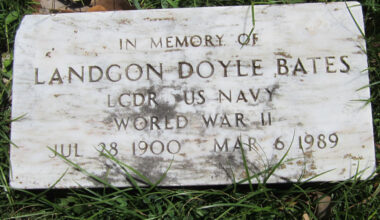 IN MEMORY OF
LANDGON DOYLE BATES
LCDR US NAVY
WORLD WAR II
JUL 28 1900 MAR 6 1989